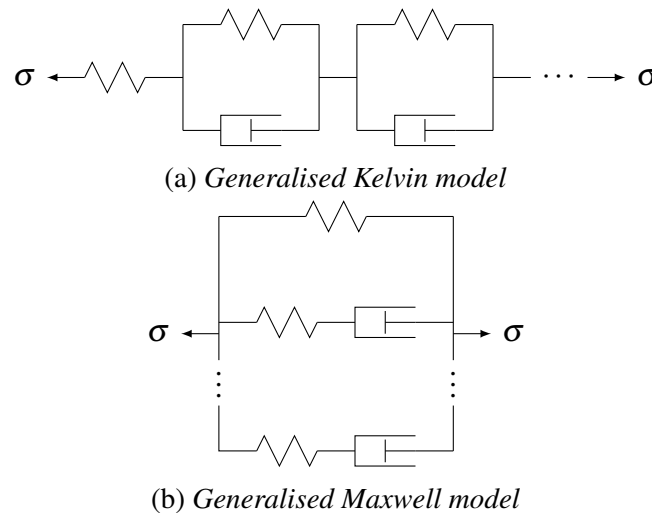 σ ··· σ
(a) Generalised Kelvin model
σ σ
(b) Generalised Maxwell model